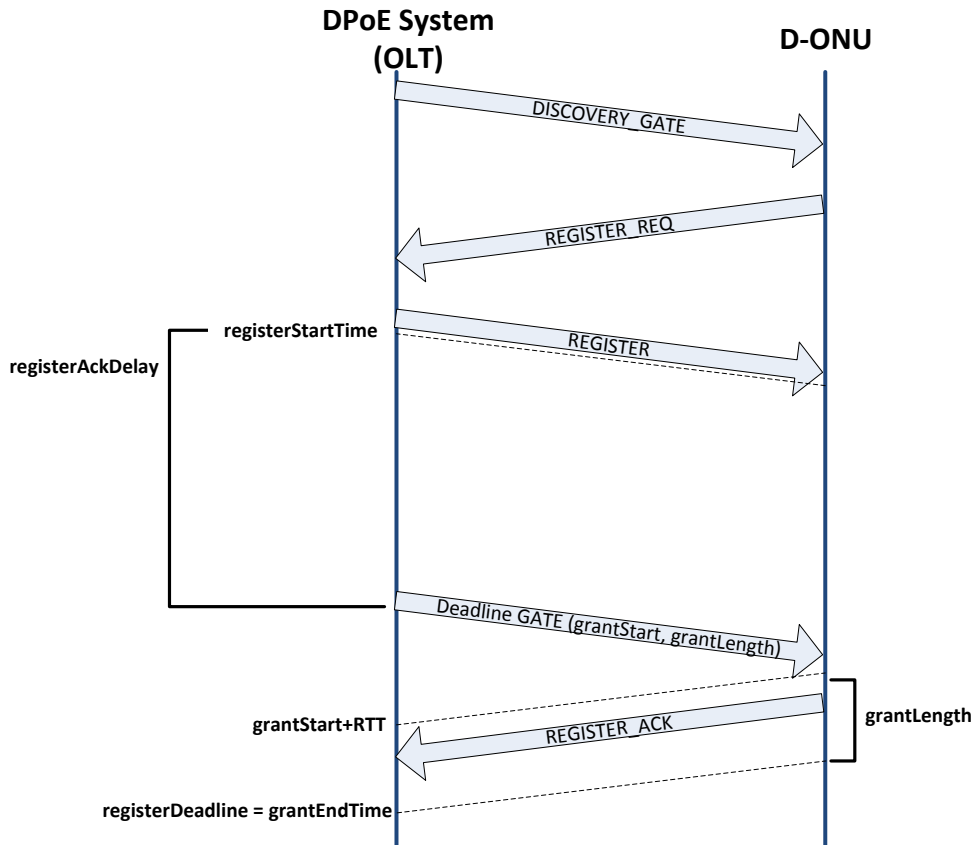 DPoE System
(OLT)
D-ONU
DISCOVERY_GATE
REGISTER_REQ
registerStartTime
REGISTER
registerAckDelay
Deadline GATE (grantStart, grantLength)
grantStart+RTT
grantLength
REGISTER_ACK
registerDeadline = grantEndTime